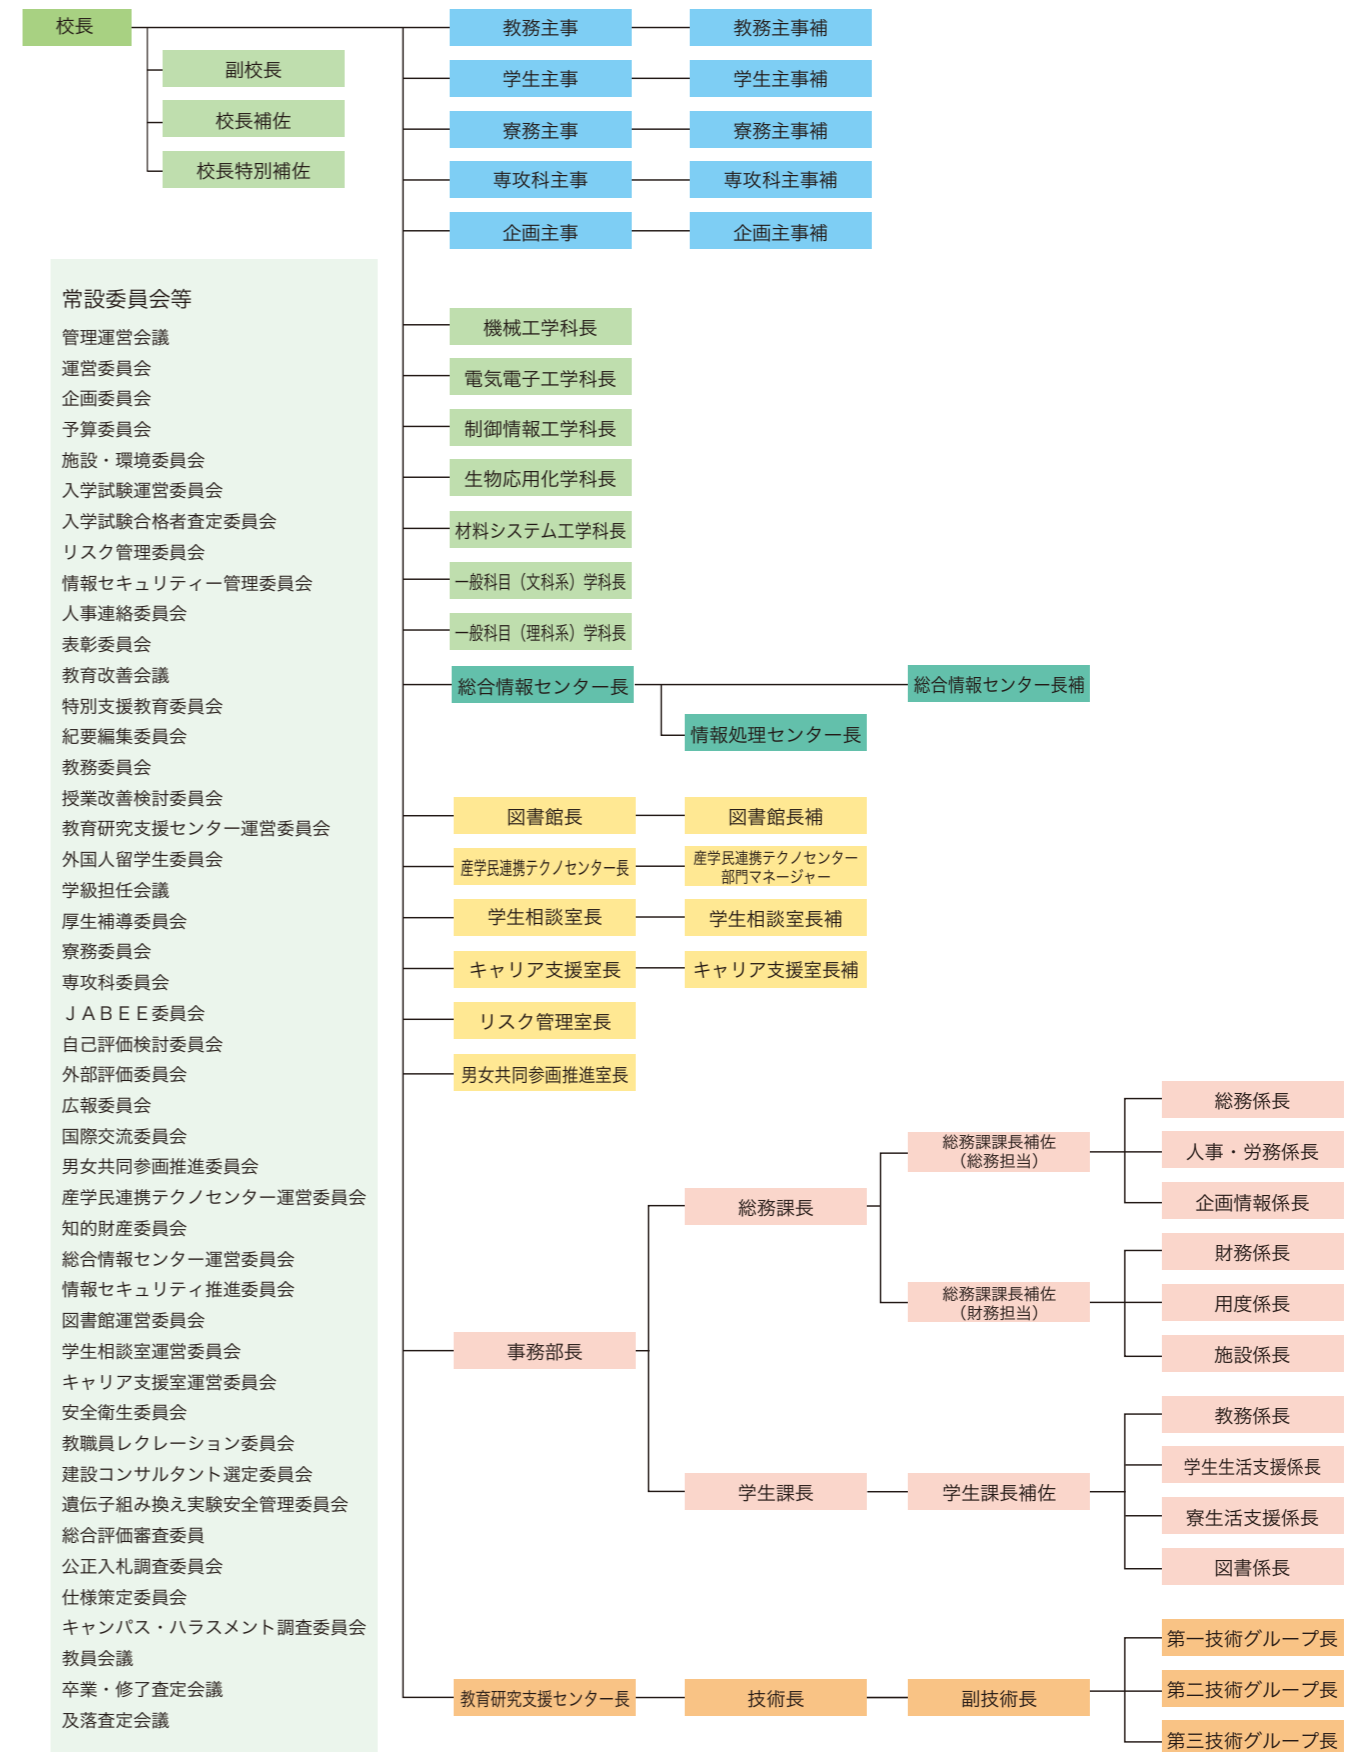 校長
副校長
校長補佐
校長特別補佐
教務主事
教務主事補
学生主事
学生主事補
寮務主事
寮務主事補
専攻科主事
専攻科主事補
企画主事
企画主事補
常設委員会等
管理運営会議
運営委員会
企画委員会
予算委員会
施設・環境委員会
入学試験運営委員会
入学試験合格者査定委員会
リスク管理委員会
情報セキュリティー管理委員会
人事連絡委員会
表彰委員会
教育改善会議
特別支援教育委員会
紀要編集委員会
教務委員会
授業改善検討委員会
教育研究支援センター運営委員会
外国人留学生委員会
学級担任会議
厚生補導委員会
寮務委員会
専攻科委員会
ＪＡＢＥＥ委員会
自己評価検討委員会
外部評価委員会
広報委員会
国際交流委員会
男女共同参画推進委員会
産学民連携テクノセンター運営委員会
知的財産委員会
総合情報センター運営委員会
情報セキュリティ推進委員会
図書館運営委員会
学生相談室運営委員会
キャリア支援室運営委員会
安全衛生委員会
教職員レクレーション委員会
建設コンサルタント選定委員会
遺伝子組み換え実験安全管理委員会
総合評価審査委員
公正入札調査委員会
仕様策定委員会
キャンパス・ハラスメント調査委員会
教員会議
卒業・修了査定会議
及落査定会議
機械工学科長
電気電子工学科長
制御情報工学科長
生物応用化学科長
材料システム工学科長
一般科目（文科系）学科長
一般科目（理科系）学科長
総合情報センター長
総合情報センター長補
情報処理センター長
図書館長
図書館長補
産学民連携テクノセンター長
産学民連携テクノセンター
部門マネージャー
学生相談室長
学生相談室長補
キャリア支援室長
キャリア支援室長補
リスク管理室長
男女共同参画推進室長
事務部長
総務課長
総務課課長補佐
（総務担当）
総務係長
人事・労務係長
企画情報係長
総務課課長補佐
（財務担当）
財務係長
用度係長
施設係長
学生課長
学生課長補佐
教務係長
学生生活支援係長
寮生活支援係長
図書係長
教育研究支援センター長
技術長
副技術長
第一技術グループ長
第二技術グループ長
第三技術グループ長